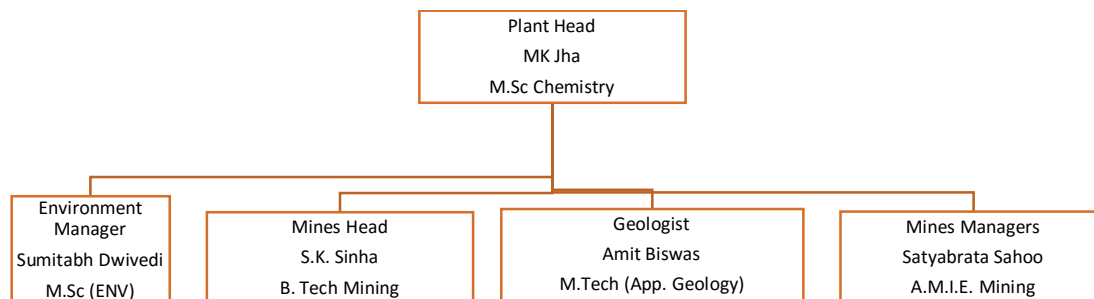 Plant Head
MK Jha
M.Sc Chemistry
Environment
Manager
Sumitabh Dwivedi
M.Sc (ENV)
Mines Head
S.K. Sinha
B. Tech Mining
Geologist
Amit Biswas
M.Tech (App. Geology)
Mines Managers
Satyabrata Sahoo
A.M.I.E. Mining